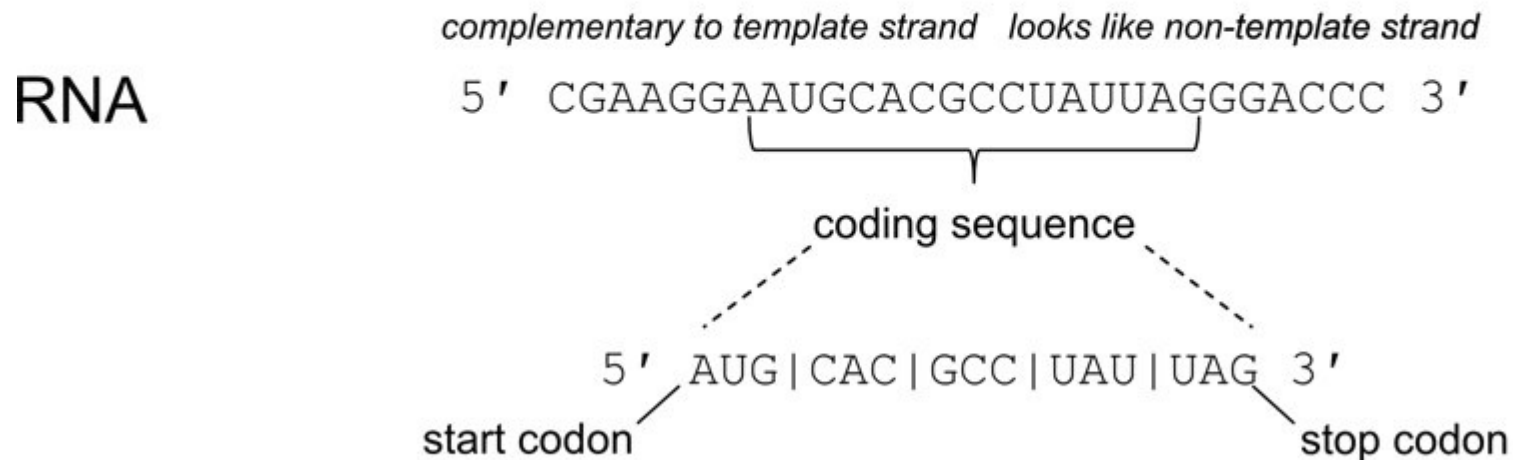 complementary to template strand looks like non-template strand
RNA 5' CGAAGGAAUGCACGCCUAUUAGGGACCC 3'
coding sequence
5' AUG|CAC|GCC|UAU|UAG 3'
start codon stop codon